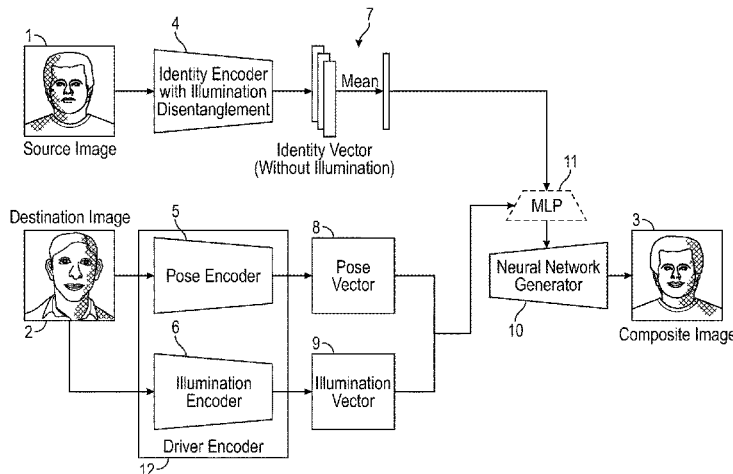 1
Source Image
4
Identity Encoder
with Illumination
Disentanglement
7
Mean
Identity Vector
(Without Illumination)
11
MLP
Destination Image
2
5
Pose Encoder
8
Pose
Vector
6
Illumination
Encoder
9
Illumination
Vector
Driver Encoder
12
Neural Network
Generator
10
3
Composite Image